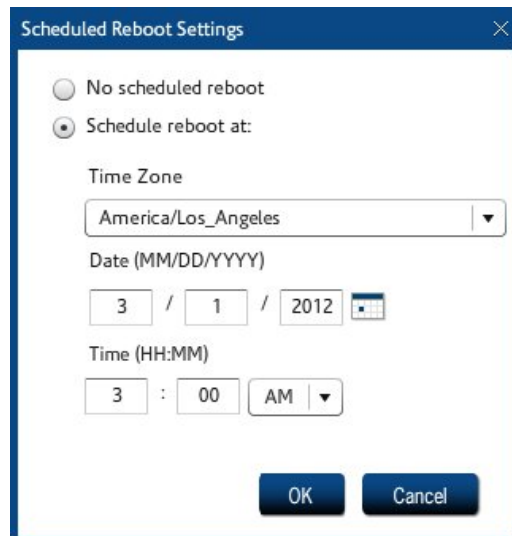 Scheduled Reboot Settings
No scheduled reboot
Schedule reboot at:
Time Zone
America/Los_Angeles
Date (MM/DD/YYYY)
3 / 1 / 2012
Time (HH:MM)
3 : 00 AM
OK Cancel